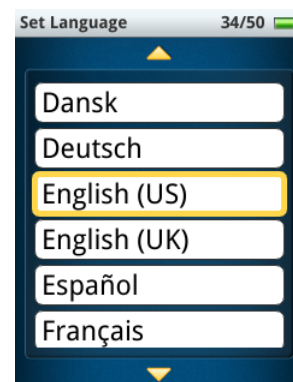 Set Language 34/50
Dansk
Deutsch
English (US)
English (UK)
Español
Français